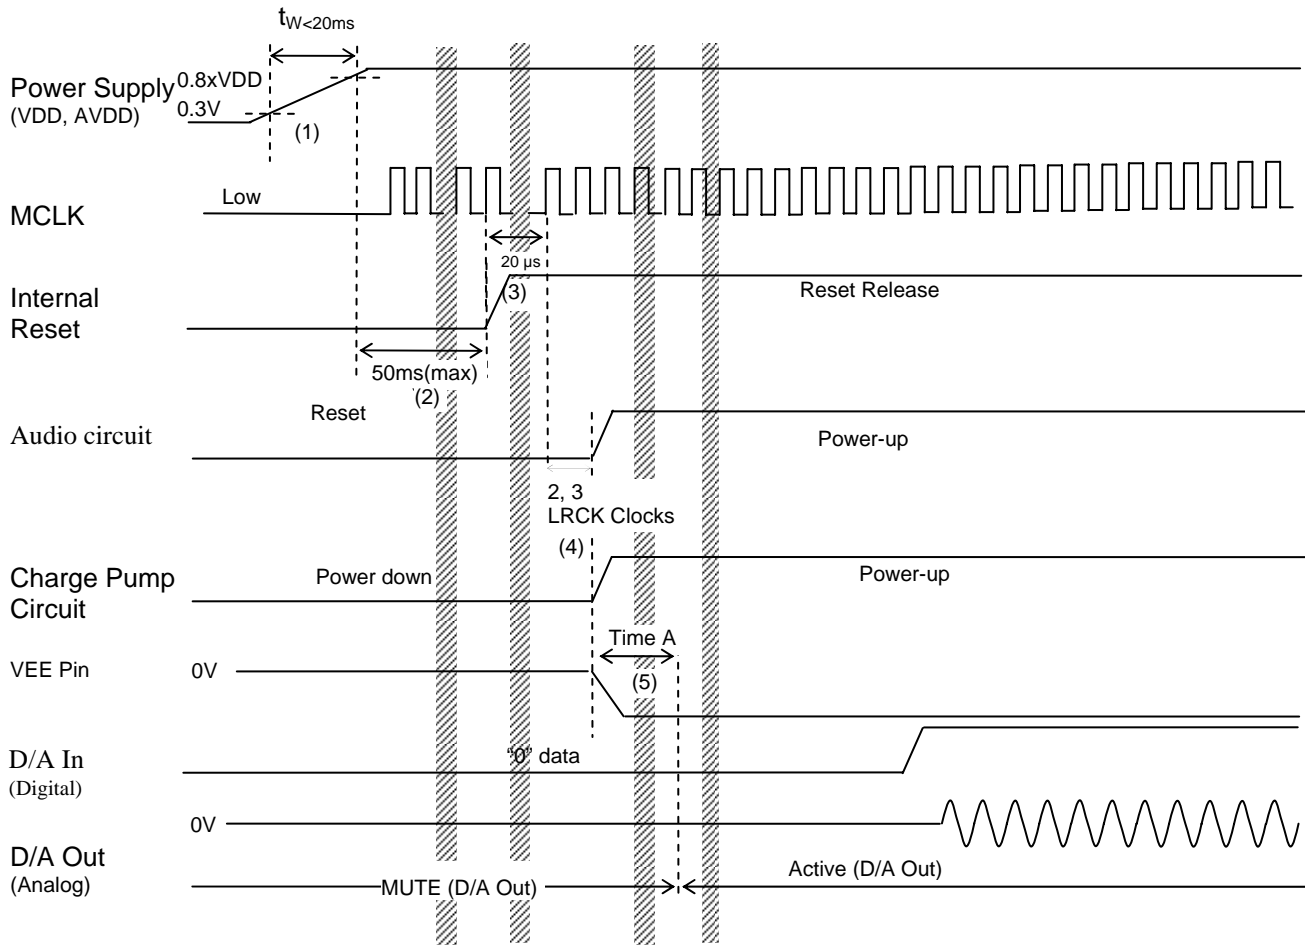 tW<20ms
Power Supply
(VDD, AVDD)
0.8xVDD
0.3V
(1)
MCLK
Low
20 µs
(3)
Internal
Reset
Reset Release
50ms(max)
(2)
Reset
Audio circuit
Power-up
2, 3
LRCK Clocks
(4)
Charge Pump
Circuit
Power down
Power-up
Time A
VEE Pin
0V
(5)
D/A In
(Digital)
“0” data
0V
D/A Out
(Analog)
MUTE (D/A Out)
Active (D/A Out)